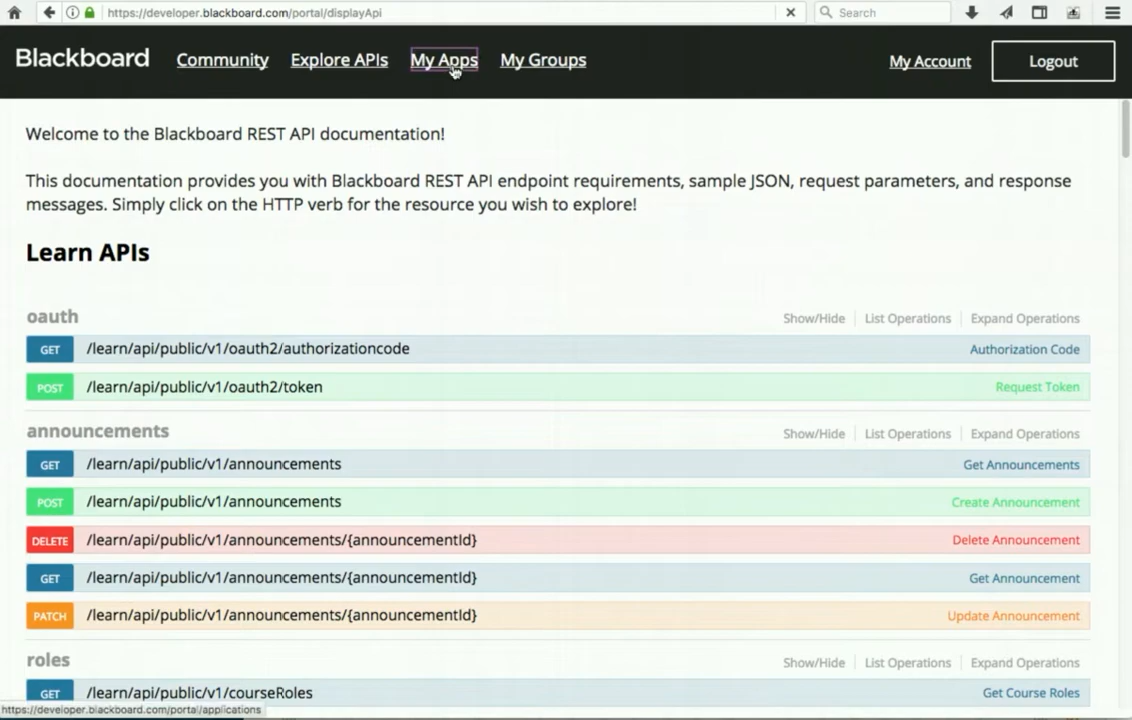 https://developer.blackboard.com/portal/displayApi
Search
Blackboard
Community
Explore APIs
My Apps
My Groups
My Account
Logout
Welcome to the Blackboard REST API documentation!
This documentation provides you with Blackboard REST API endpoint requirements, sample JSON, request parameters, and response
messages. Simply click on the HTTP verb for the resource you wish to explore!
Learn APIs
oauth Show/Hide List Operations Expand Operations
GET /learn/api/public/v1/oauth2/authorizationcode Authorization Code
POST /learn/api/public/v1/oauth2/token Request Token
announcements Show/Hide List Operations Expand Operations
GET /learn/api/public/v1/announcements Get Announcements
POST /learn/api/public/v1/announcements Create Announcement
DELETE /learn/api/public/v1/announcements/{announcementId} Delete Announcement
GET /learn/api/public/v1/announcements/{announcementId} Get Announcement
PATCH /learn/api/public/v1/announcements/{announcementId} Update Announcement
roles Show/Hide List Operations Expand Operations
GET /learn/api/public/v1/courseRoles Get Course Roles
https://developer.blackboard.com/portal/applications